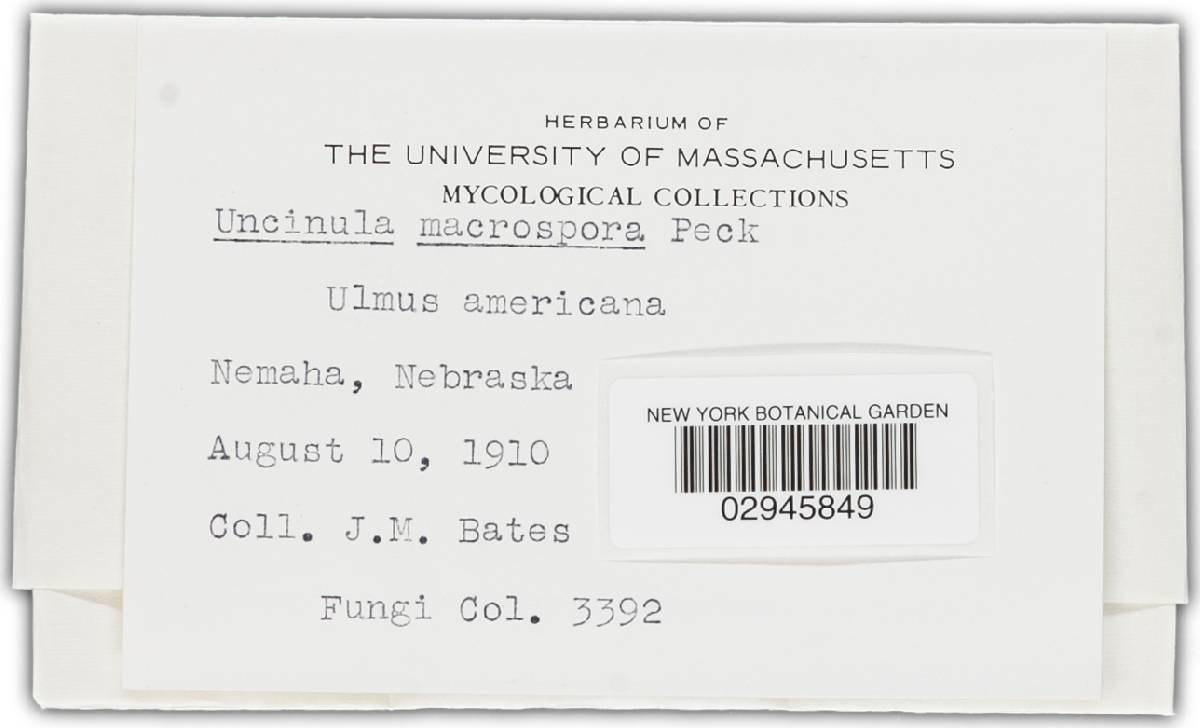 HERBARIUM OF
THE UNIVERSITY OF MASSACHUSETTS
MYCOLOGICAL COLLECTIONS
Uncinula macrospora Peck
Ulmus americana
Nemaha, Nebraska
August 10, 1910
Coll. J.M. Bates
Fungi Col. 3392
NEW YORK BOTANICAL GARDEN
02945849